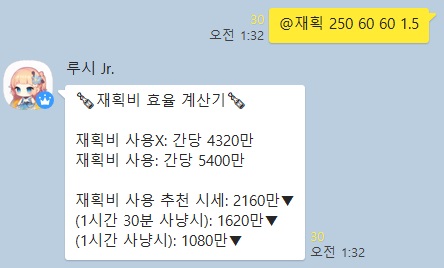 @재획 250 60 60 1.5
30
오전 1:32
루시 Jr.
🍾재획비 효율 계산기🍾
재획비 사용X: 간당 4320만
재획비 사용: 간당 5400만
재획비 사용 추천 시세: 2160만▼
(1시간 30분 사냥시): 1620만▼
(1시간 사냥시): 1080만▼
30
오전 1:32